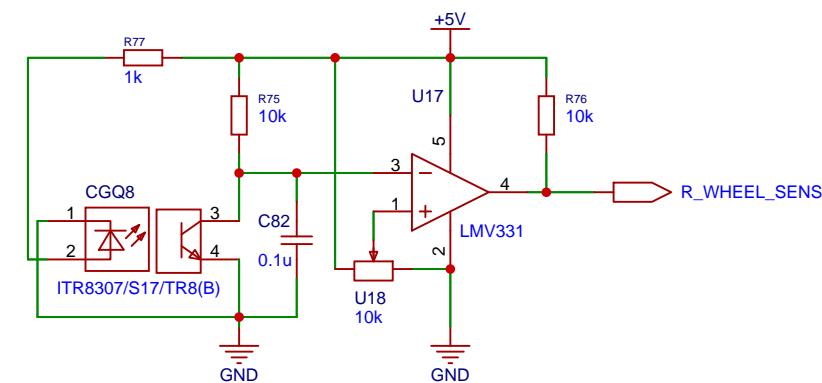 +5V
R77
1k
R75
10k
U17
R76
10k
5
3
4
1
2
LMV331
R_WHEEL_SENS
CGQ8
1
2
3
4
C82
0.1u
ITR8307/S17/TR8(B)
U18
10k
GND
GND